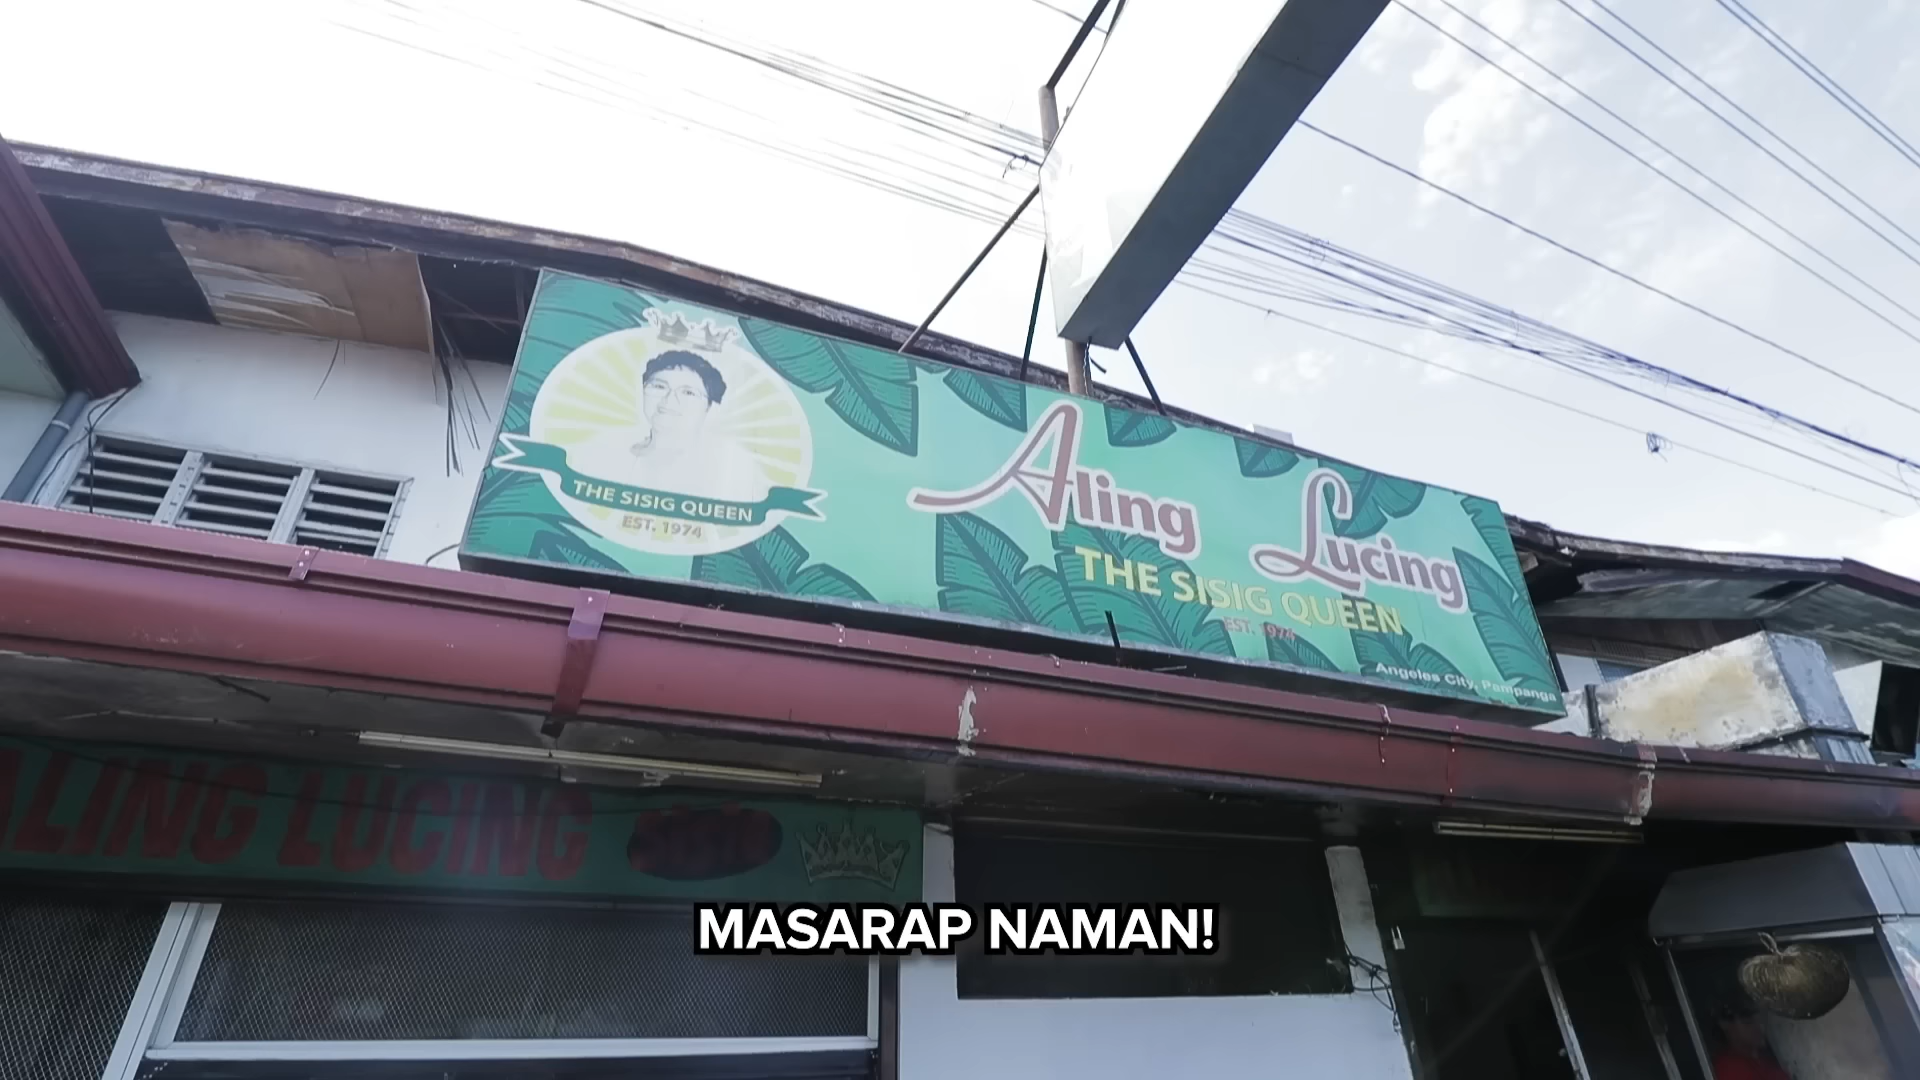 THE SISIG QUEEN
EST. 1974
Aling Lucing
THE SISIG QUEEN
EST. 1974
Angeles City, Pampanga
ALING LUCING
MASARAP NAMAN!